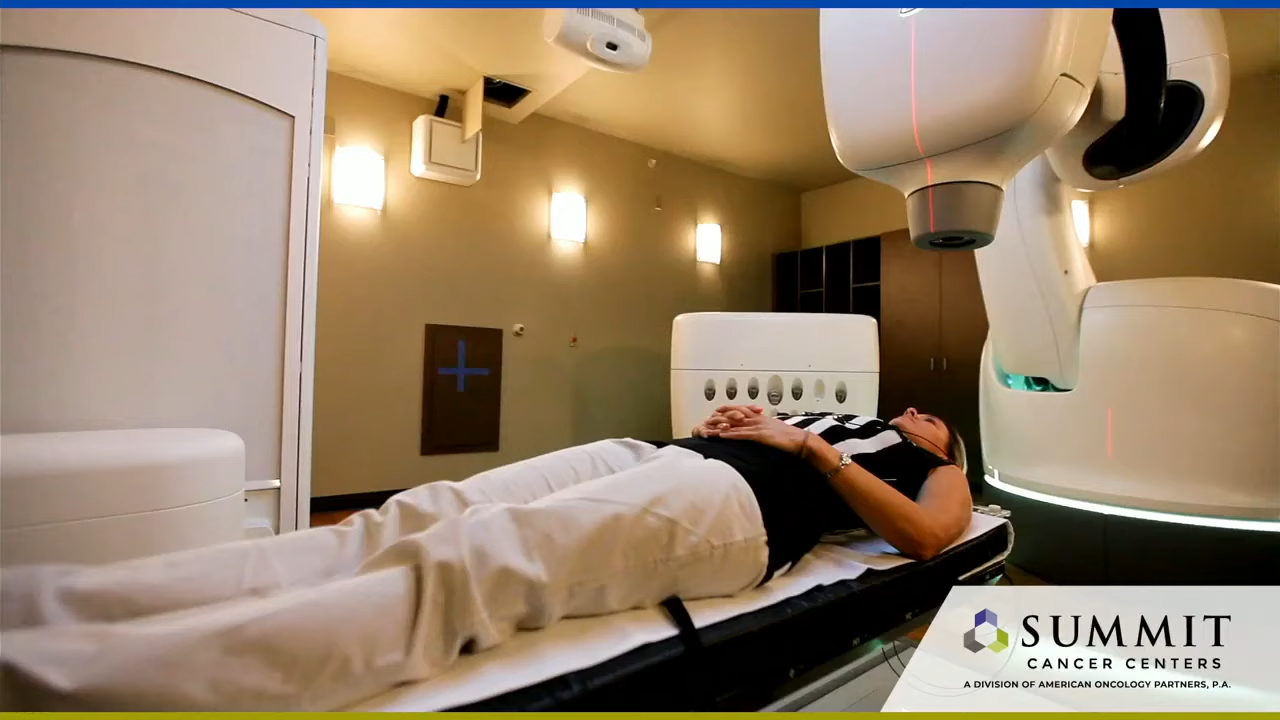 SUMMIT
CANCER CENTERS
A DIVISION OF AMERICAN ONCOLOGY PARTNERS, P.A.